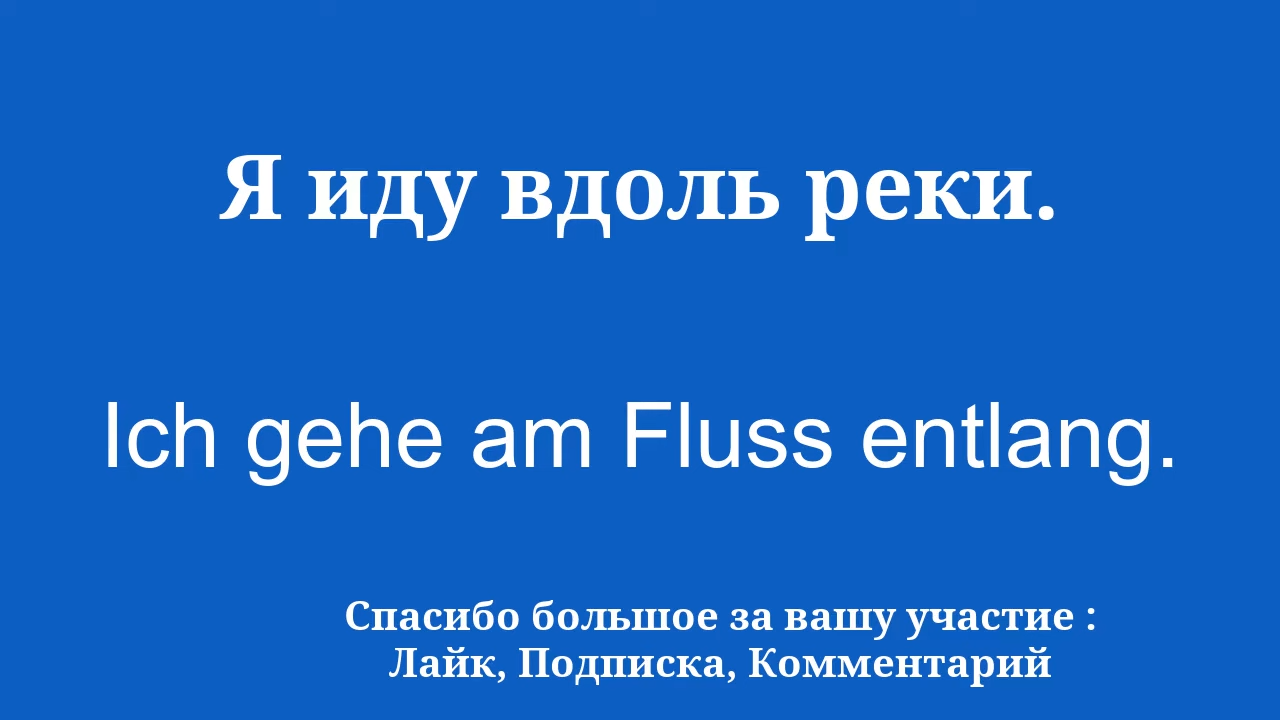 Я иду вдоль реки.
Ich gehe am Fluss entlang.
Спасибо большое за вашу участие :
Лайк, Подписка, Комментарий